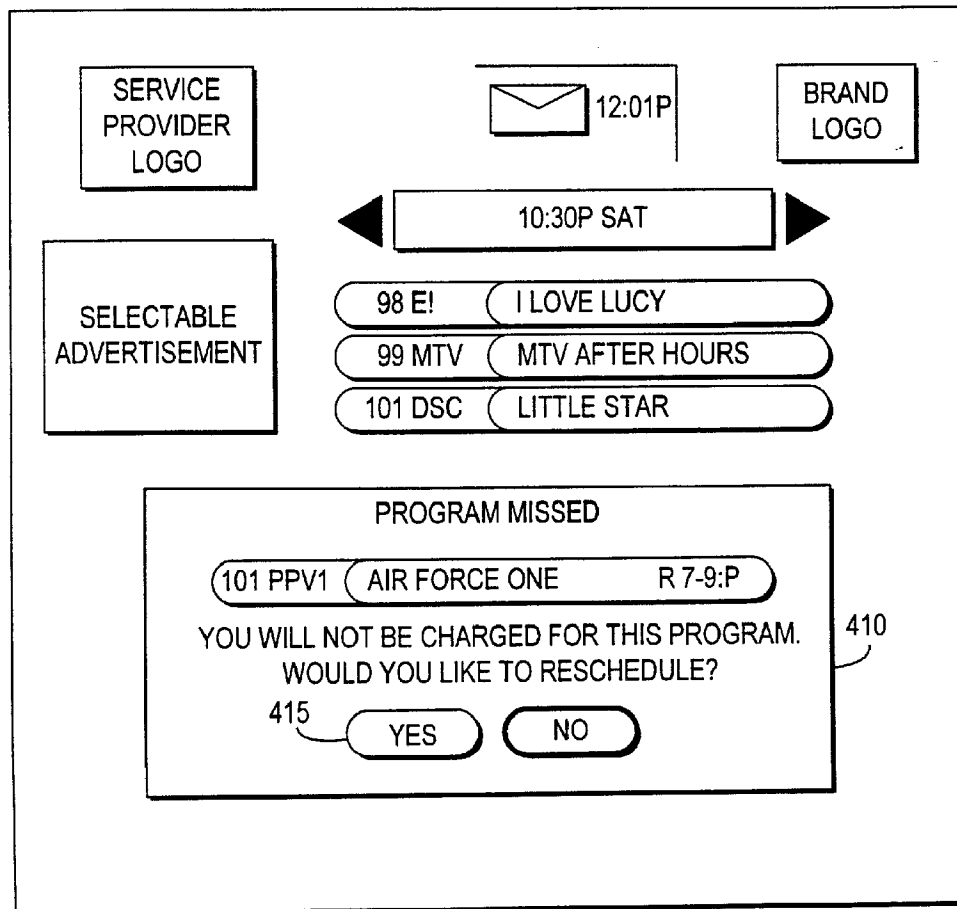 SERVICE
PROVIDER
LOGO
12:01P
BRAND
LOGO
10:30P SAT
SELECTABLE
ADVERTISEMENT
98 E! I LOVE LUCY
99 MTV MTV AFTER HOURS
101 DSC LITTLE STAR
PROGRAM MISSED
101 PPV1 AIR FORCE ONE R 7-9:P
YOU WILL NOT BE CHARGED FOR THIS PROGRAM.
WOULD YOU LIKE TO RESCHEDULE?
410
415
YES NO